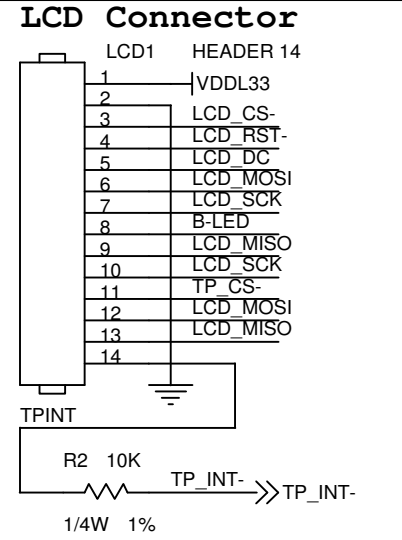 LCD Connector
LCD1 HEADER 14
1 VDDL33
2
3 LCD_CS-
4 LCD_RST-
5 LCD_DC
6 LCD_MOSI
7 LCD_SCK
8 B-LED
9 LCD_MISO
10 LCD_SCK
11 TP_CS-
12 LCD_MOSI
13 LCD_MISO
14
TPINT
R2 10K
TP_INT- TP_INT-
1/4W 1%